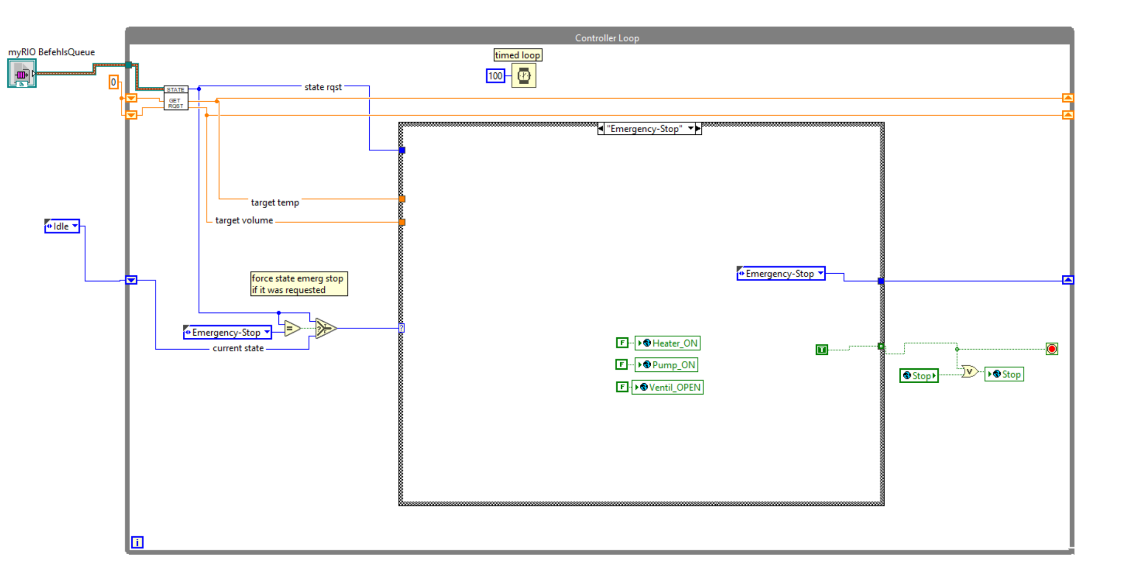 Controller Loop
myRIO BefehlsQueue
timed loop
100
0
STATE
GET
RQST
state rqst
"Emergency-Stop"
target temp
target volume
Idle
force state emerg stop
if it was requested
Emergency-Stop
Emergency-Stop
=
?
?
current state
F
Heater_ON
F
Pump_ON
F
Ventil_OPEN
T
Stop
V
Stop
i